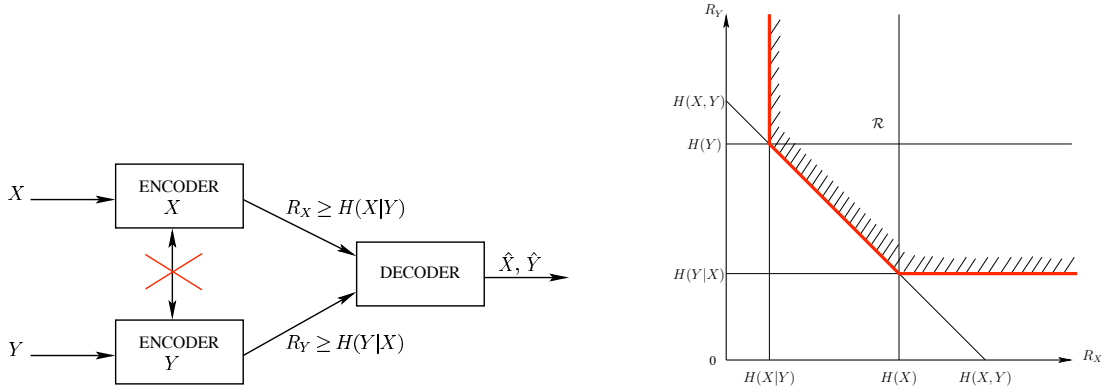 X
ENCODER
X
R_X ≥ H(X|Y)
DECODER
X̂, Ŷ
Y
ENCODER
Y
R_Y ≥ H(Y|X)
R_Y
H(X,Y)
R
H(Y)
H(Y|X)
0
R_X
H(X|Y)
H(X)
H(X,Y)